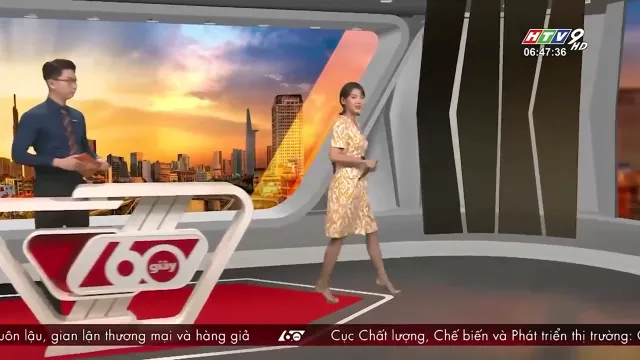 HTV9
HD
06:47:36
60
giây
uôn lậu, gian lận thương mại và hàng giả 60 Cục Chất lượng, Chế biến và Phát triển thị trường: